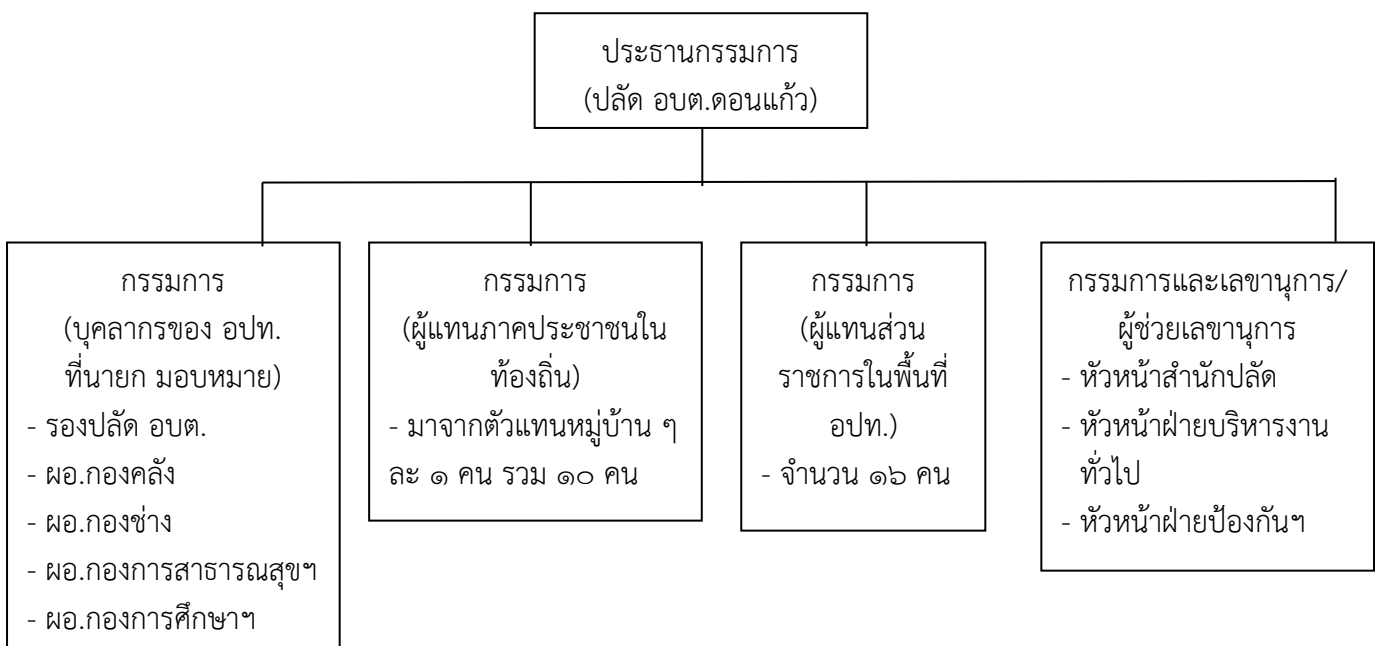 ประธานกรรมการ
(ปลัด อบต.ดอนแก้ว)
กรรมการ
(บุคลากรของ อปท.
ที่นายก มอบหมาย)
- รองปลัด อบต.
- ผอ.กองคลัง
- ผอ.กองช่าง
- ผอ.กองการสาธารณสุขฯ
- ผอ.กองการศึกษาฯ
กรรมการ
(ผู้แทนภาคประชาชนใน
ท้องถิ่น)
- มาจากตัวแทนหมู่บ้าน ๆ
ละ ๑ คน รวม ๑๐ คน
กรรมการ
(ผู้แทนส่วน
ราชการในพื้นที่
อปท.)
- จำนวน ๑๖ คน
กรรมการและเลขานุการ/
ผู้ช่วยเลขานุการ
- หัวหน้าสำนักปลัด
- หัวหน้าฝ่ายบริหารงาน
ทั่วไป
- หัวหน้าฝ่ายป้องกันฯ